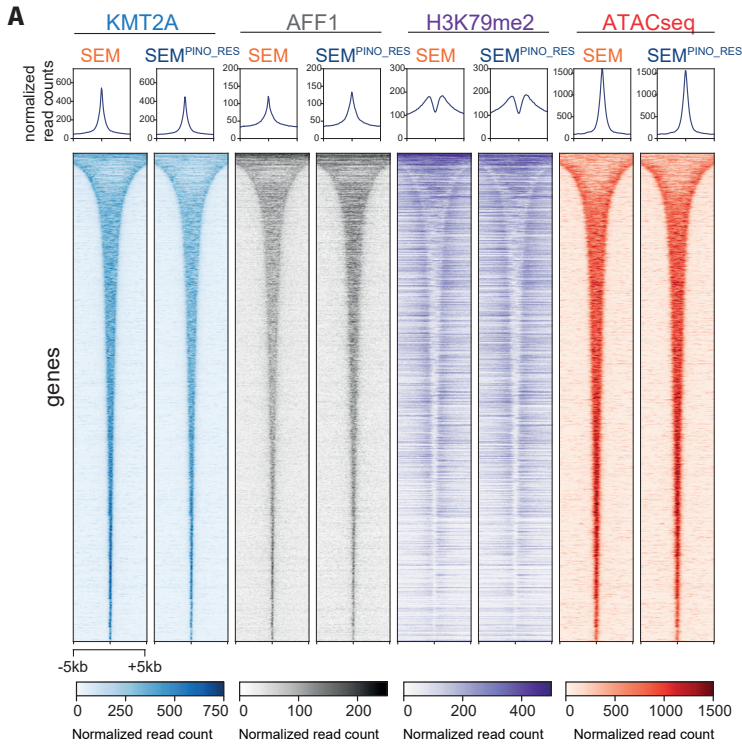 A
KMT2A AFF1 H3K79me2 ATACseq
SEM SEMPINO_RES SEM SEMPINO_RES SEM SEMPINO_RES SEM SEMPINO_RES
normalized
read counts
600 400 200 0
600 400 200 0
200 150 100 50 0
200 150 100 50 0
300 200 100 0
300 200 100 0
1500 1000 500 0
1500 1000 500 0
genes
-5kb +5kb
0 250 500 750
0 100 200
0 200 400
0 500 1000 1500
Normalized read count Normalized read count Normalized read count Normalized read count